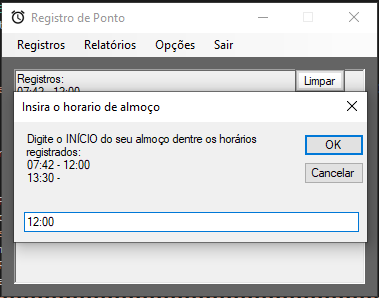 Registro de Ponto
Registros Relatórios Opções Sair
Registros:
Limpar
07:42 - 12:00
Insira o horario de almoço
Digite o INÍCIO do seu almoço dentre os horários
registrados:
07:42 - 12:00
13:30 -
OK
Cancelar
12:00